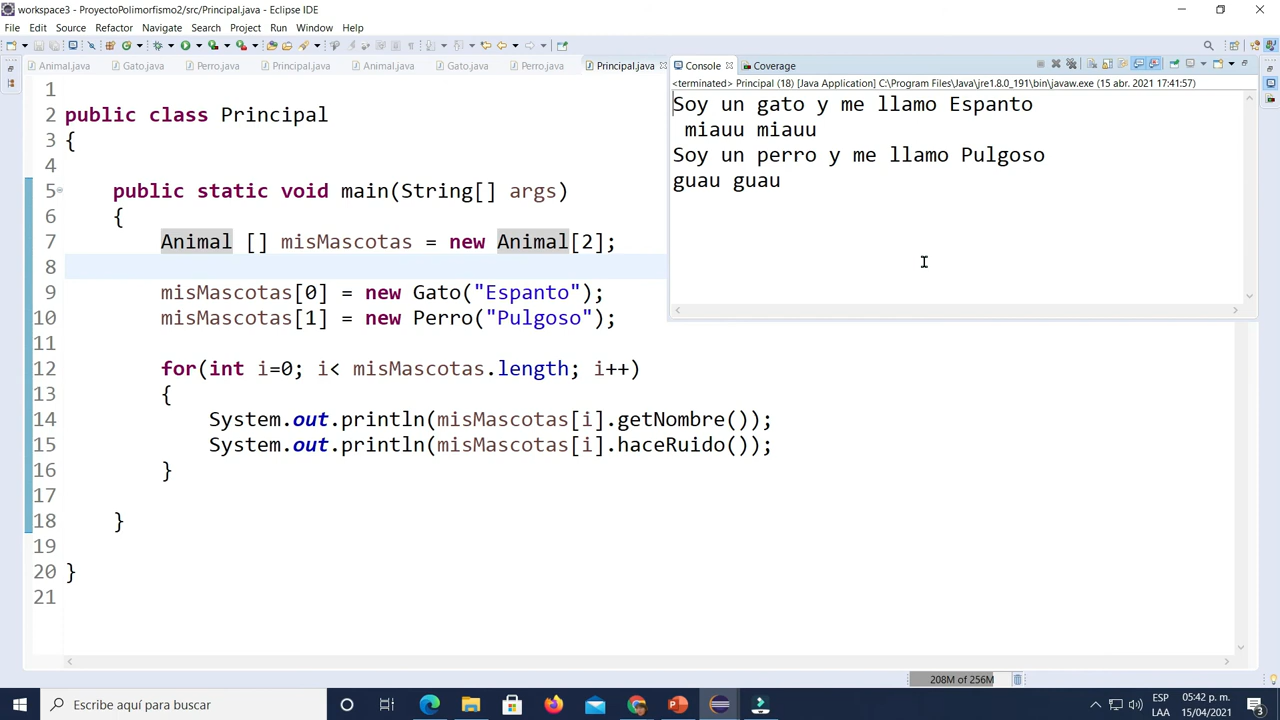 workspace3 - ProyectoPolimorfismo2/src/Principal.java - Eclipse IDE
File Edit Source Refactor Navigate Search Project Run Window Help
Animal.java Gato.java Perro.java Principal.java Animal.java Gato.java Perro.java Principal.java
Console Coverage
<terminated> Principal (18) [Java Application] C:\Program Files\Java\jre1.8.0_191\bin\javaw.exe (15 abr. 2021 17:41:57)
Soy un gato y me llamo Espanto
miauu miauu
Soy un perro y me llamo Pulgoso
guau guau
1
2 public class Principal
3 {
4
5 public static void main(String[] args)
6 {
7 Animal [] misMascotas = new Animal[2];
8
9 misMascotas[0] = new Gato("Espanto");
10 misMascotas[1] = new Perro("Pulgoso");
11
12 for(int i=0; i< misMascotas.length; i++)
13 {
14 System.out.println(misMascotas[i].getNombre());
15 System.out.println(misMascotas[i].haceRuido());
16 }
17
18 }
19
20 }
21
208M of 256M
Escribe aquí para buscar
ESP 05:42 p. m.
LAA 15/04/2021
3